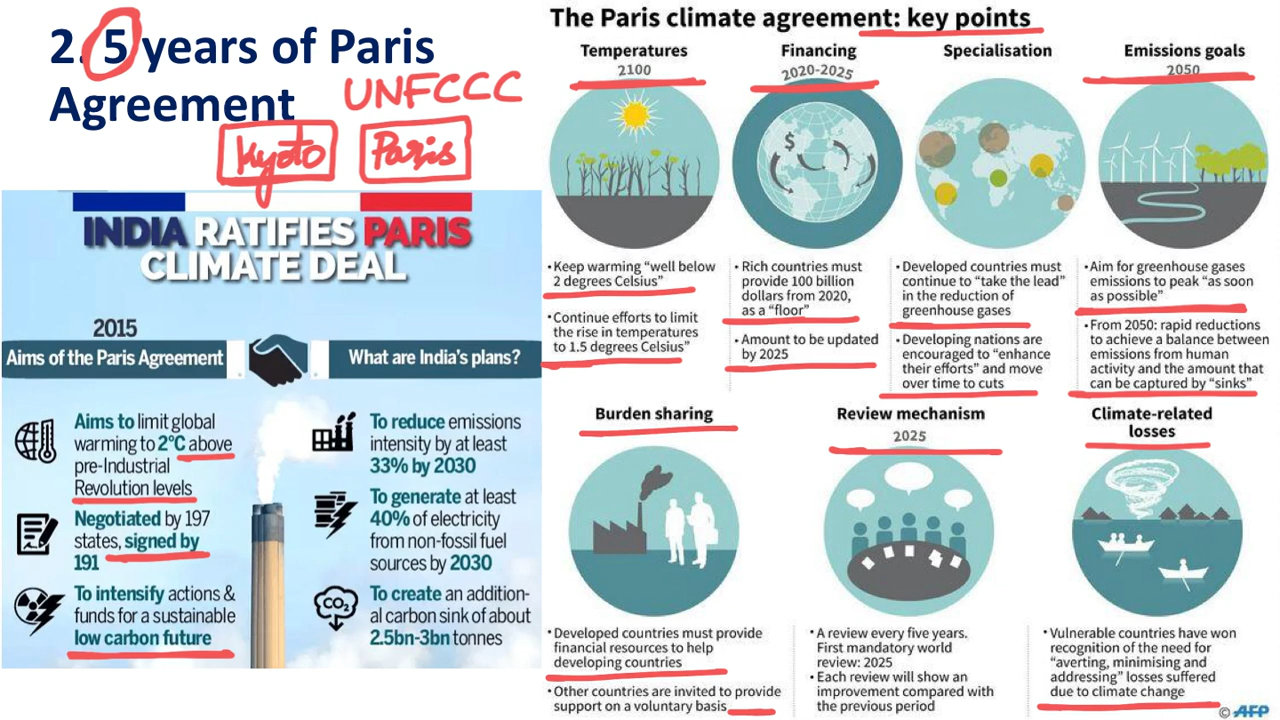 2. 5 years of Paris
Agreement
UNFCCC
Kyoto
Paris
INDIA RATIFIES PARIS
CLIMATE DEAL
2015
Aims of the Paris Agreement
What are India's plans?
Aims to limit global
warming to 2°C above
pre-Industrial
Revolution levels
Negotiated by 197
states, signed by
191
To intensify actions &
funds for a sustainable
low carbon future
To reduce emissions
intensity by at least
33% by 2030
To generate at least
40% of electricity
from non-fossil fuel
sources by 2030
CO2
To create an addition-
al carbon sink of about
2.5bn-3bn tonnes
The Paris climate agreement: key points
Temperatures
2100
• Keep warming “well below
2 degrees Celsius”
• Continue efforts to limit
the rise in temperatures
to 1.5 degrees Celsius”
Financing
2020-2025
$
• Rich countries must
provide 100 billion
dollars from 2020,
as a “floor”
• Amount to be updated
by 2025
Specialisation
• Developed countries must
continue to “take the lead”
in the reduction of
greenhouse gases
• Developing nations are
encouraged to “enhance
their efforts” and move
over time to cuts
Emissions goals
2050
• Aim for greenhouse gases
emissions to peak “as soon
as possible”
• From 2050: rapid reductions
to achieve a balance between
emissions from human
activity and the amount that
can be captured by “sinks”
Burden sharing
• Developed countries must provide
financial resources to help
developing countries
• Other countries are invited to provide
support on a voluntary basis
Review mechanism
2025
• A review every five years.
First mandatory world
review: 2025
• Each review will show an
improvement compared with
the previous period
Climate-related
losses
• Vulnerable countries have won
recognition of the need for
“averting, minimising and
addressing” losses suffered
due to climate change
© AFP